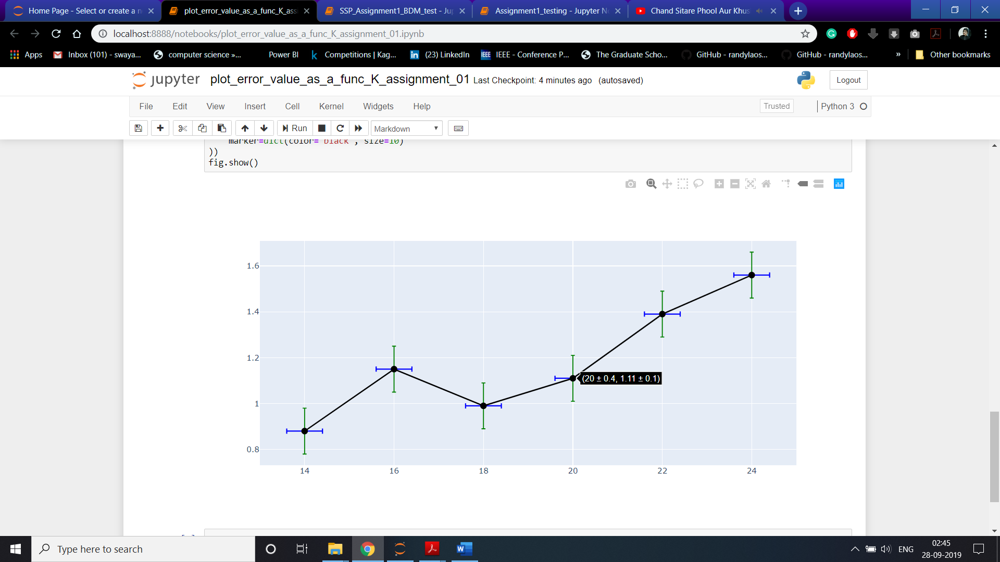 Home Page - Select or create a n
plot_error_value_as_a_func_K_ass
SSP_Assignment1_BDM_test - Ju
Assignment1_testing - Jupyter No
Chand Sitare Phool Aur Khus
localhost:8888/notebooks/plot_error_value_as_a_func_K_assignment_01.ipynb
Apps
Inbox (101) - swaya...
computer science »...
Power BI
Competitions | Kag...
(23) LinkedIn
IEEE - Conference P...
The Graduate Scho...
GitHub - randylaos...
GitHub - randylaos...
»
Other bookmarks
jupyter
plot_error_value_as_a_func_K_assignment_01
Last Checkpoint: 4 minutes ago (autosaved)
Logout
File Edit View Insert Cell Kernel Widgets Help
Trusted
Python 3
Run
Markdown
marker=dict(color='black', size=10)
))
fig.show()
1.6
1.4
1.2
1
0.8
(20 ± 0.4, 1.11 ± 0.1)
14 16 18 20 22 24
Type here to search
ENG
02:45
28-09-2019